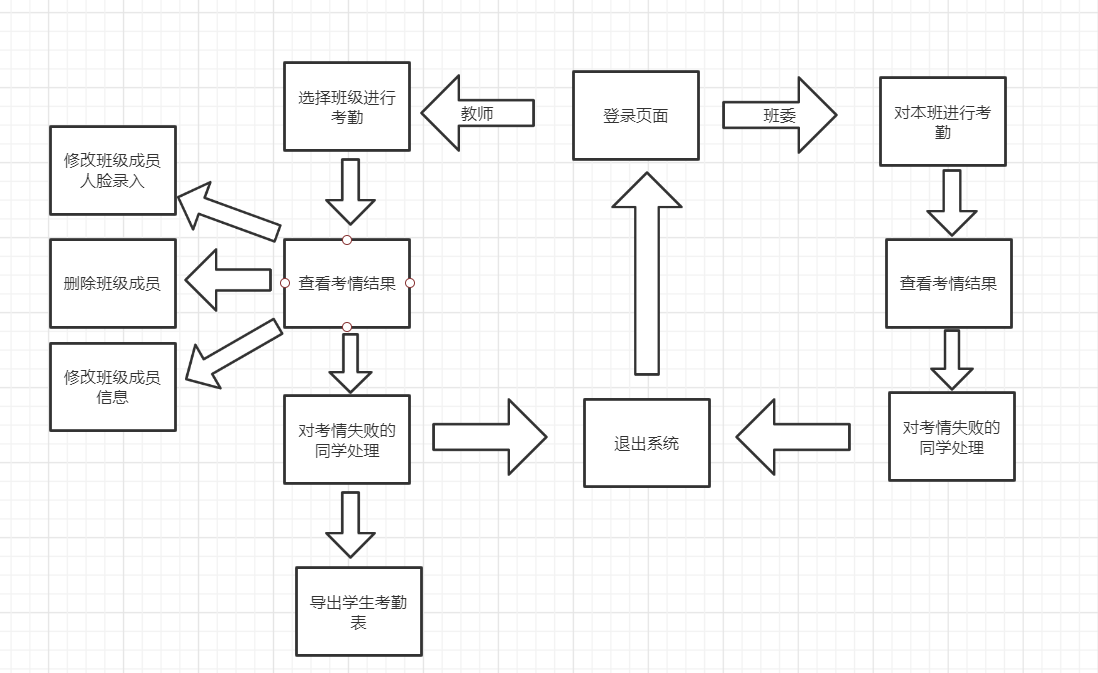 选择班级进行
考勤
教师
登录页面
班委
对本班进行考
勤
修改班级成员
人脸录入
删除班级成员
查看考情结果
查看考情结果
修改班级成员
信息
对考情失败的
同学处理
退出系统
对考情失败的
同学处理
导出学生考勤
表